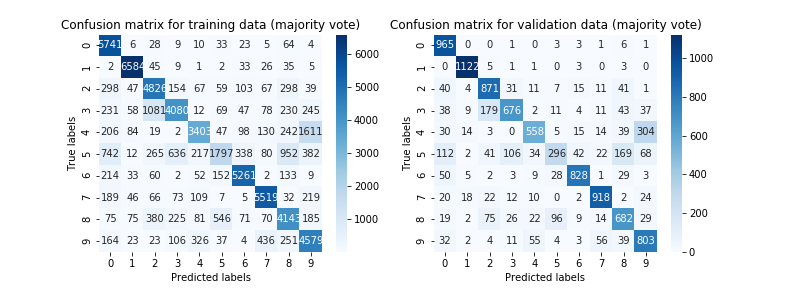 Confusion matrix for training data (majority vote)
True labels
0 5741 6 28 9 10 33 23 5 64 4
1 2 6584 45 9 1 2 33 26 35 5
2 298 47 4826 154 67 59 103 67 298 39
3 231 58 1081 4080 12 69 47 78 230 245
4 206 84 19 2 3403 47 98 130 242 1611
5 742 12 265 636 217 1797 338 80 952 382
6 214 33 60 2 52 152 5261 2 133 9
7 189 46 66 73 109 7 5 5519 32 219
8 75 75 380 225 81 546 71 70 4143 185
9 164 23 23 106 326 37 4 436 251 4579
0 1 2 3 4 5 6 7 8 9
Predicted labels
6000
5000
4000
3000
2000
1000
Confusion matrix for validation data (majority vote)
True labels
0 965 0 0 1 0 3 3 1 6 1
1 0 1122 5 1 1 0 3 0 3 0
2 40 4 871 31 11 7 15 11 41 1
3 38 9 179 676 2 11 4 11 43 37
4 30 14 3 0 558 5 15 14 39 304
5 112 2 41 106 34 296 42 22 169 68
6 50 5 2 3 9 28 828 1 29 3
7 20 18 22 12 10 0 2 918 2 24
8 19 2 75 26 22 96 9 14 682 29
9 32 2 4 11 55 4 3 56 39 803
0 1 2 3 4 5 6 7 8 9
Predicted labels
1000
800
600
400
200
0